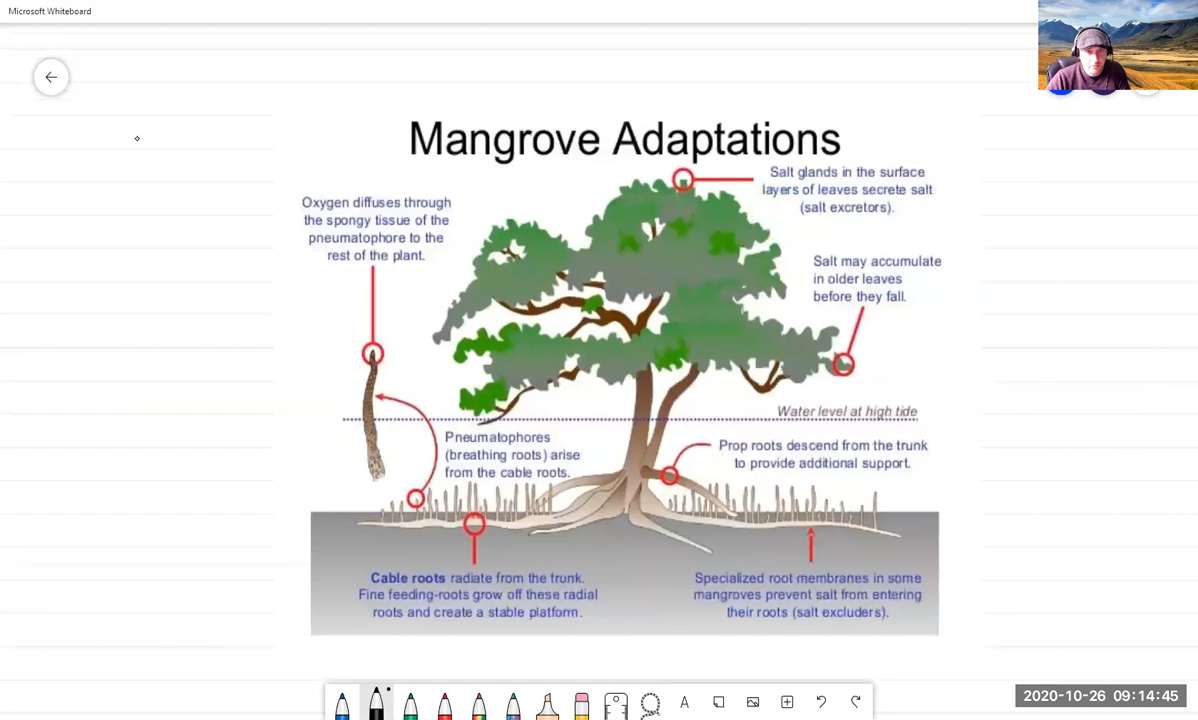 Microsoft Whiteboard
Mangrove Adaptations
Oxygen diffuses through
the spongy tissue of the
pneumatophore to the
rest of the plant.
Salt glands in the surface
layers of leaves secrete salt
(salt excretors).
Salt may accumulate
in older leaves
before they fall.
Water level at high tide
Pneumatophores
(breathing roots) arise
from the cable roots.
Prop roots descend from the trunk
to provide additional support.
Cable roots radiate from the trunk.
Fine feeding-roots grow off these radial
roots and create a stable platform.
Specialized root membranes in some
mangroves prevent salt from entering
their roots (salt excluders).
A
2020-10-26 09:14:45